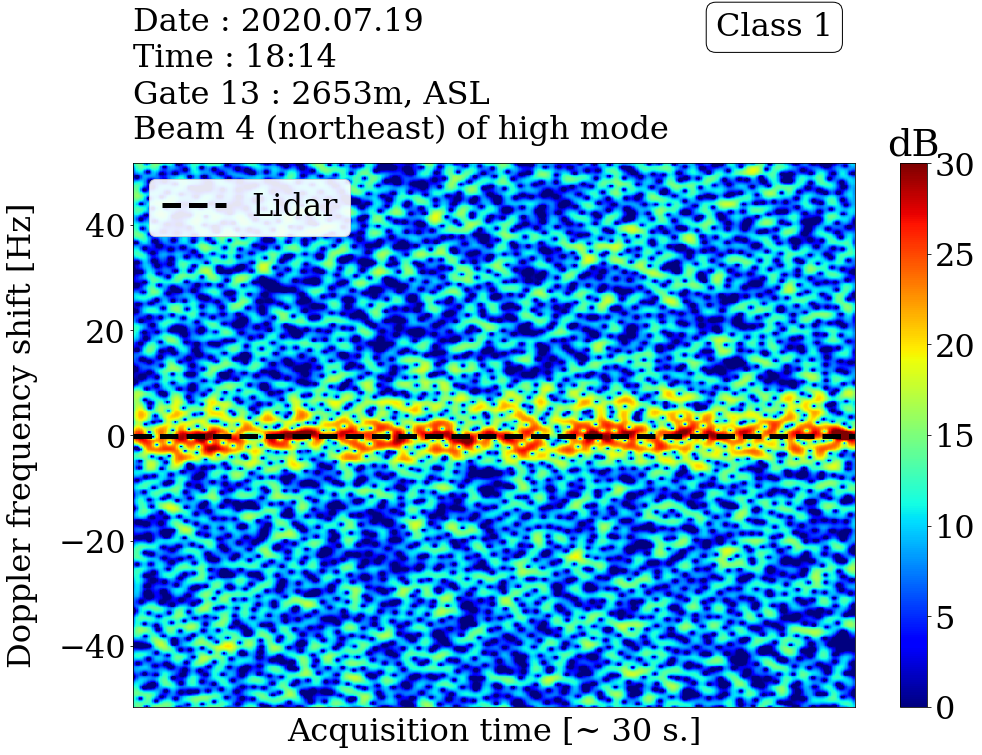 Date : 2020.07.19
Time : 18:14
Gate 13 : 2653m, ASL
Beam 4 (northeast) of high mode
Class 1
dB
Lidar
Doppler frequency shift [Hz]
40
20
0
−20
−40
30
25
20
15
10
5
0
Acquisition time [~ 30 s.]